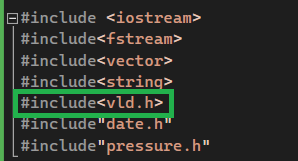 #include <iostream>
#include<fstream>
#include<vector>
#include<string>
#include<vld.h>
#include"date.h"
#include"pressure.h"